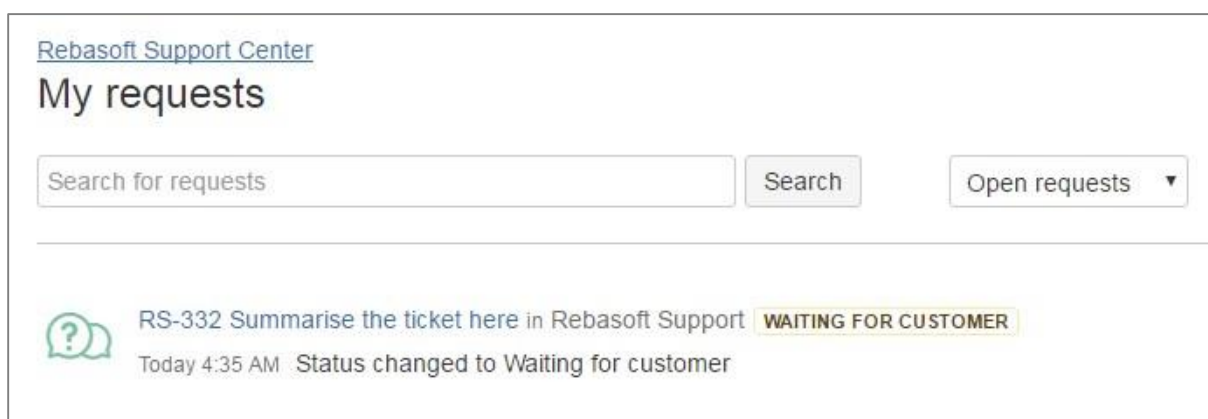 Rebasoft Support Center
My requests
Search for requests Search Open requests ▼
RS-332 Summarise the ticket here in Rebasoft Support WAITING FOR CUSTOMER
Today 4:35 AM Status changed to Waiting for customer